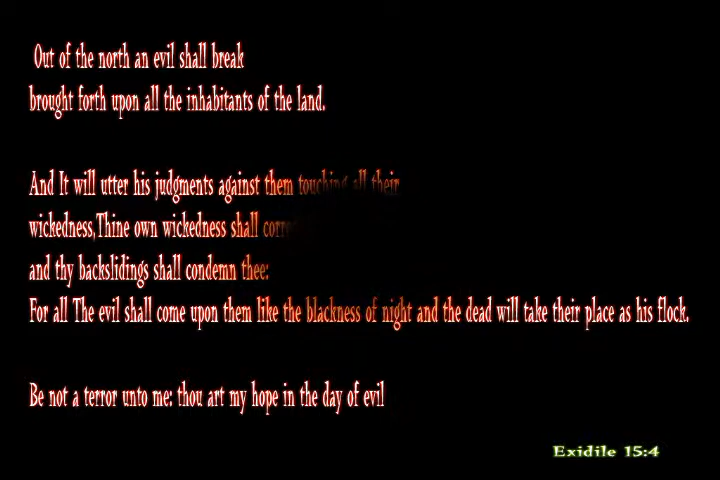 Out of the north an evil shall break
brought forth upon all the inhabitants of the land.
And It will utter his judgments against them touching all their
wickedness,Thine own wickedness shall
and thy backslidings shall condemn thee:
For all The evil shall come upon them like the blackness of night and the dead will take their place as his flock.
Be not a terror unto me: thou art my hope in the day of evil
Exidile 15:4